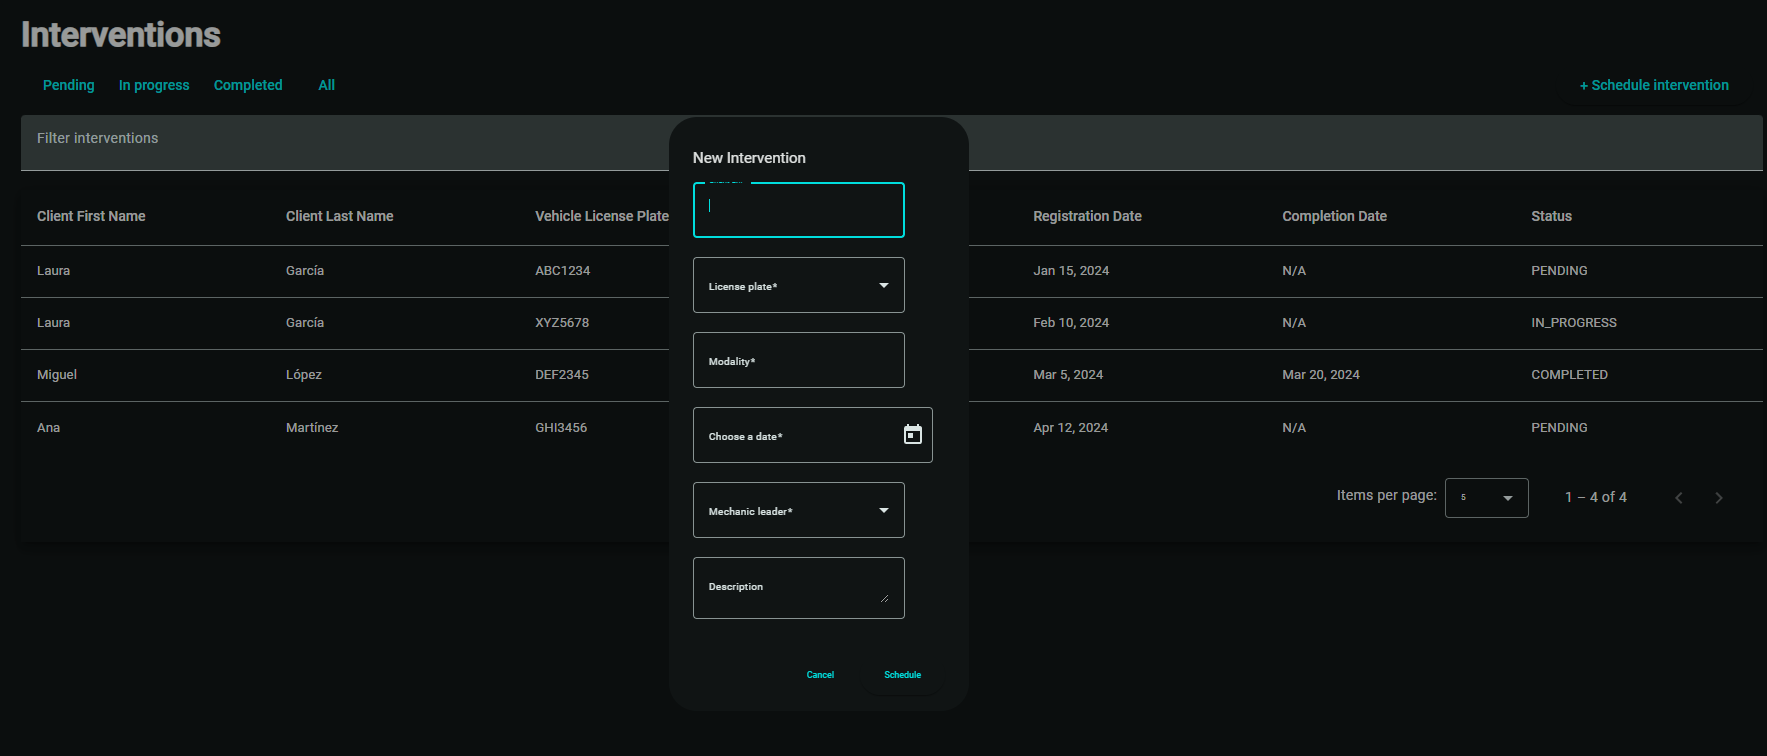 Interventions
Pending In progress Completed All + Schedule intervention
Filter interventions
New Intervention
Client First Name Client Last Name Vehicle License Plate Registration Date Completion Date Status
Laura García ABC1234 Jan 15, 2024 N/A PENDING
Laura García XYZ5678 Feb 10, 2024 N/A IN_PROGRESS
Miguel López DEF2345 Mar 5, 2024 Mar 20, 2024 COMPLETED
Ana Martínez GHI3456 Apr 12, 2024 N/A PENDING
Items per page: 5 1 – 4 of 4
License plate*
Modality*
Choose a date*
Mechanic leader*
Description
Cancel Schedule